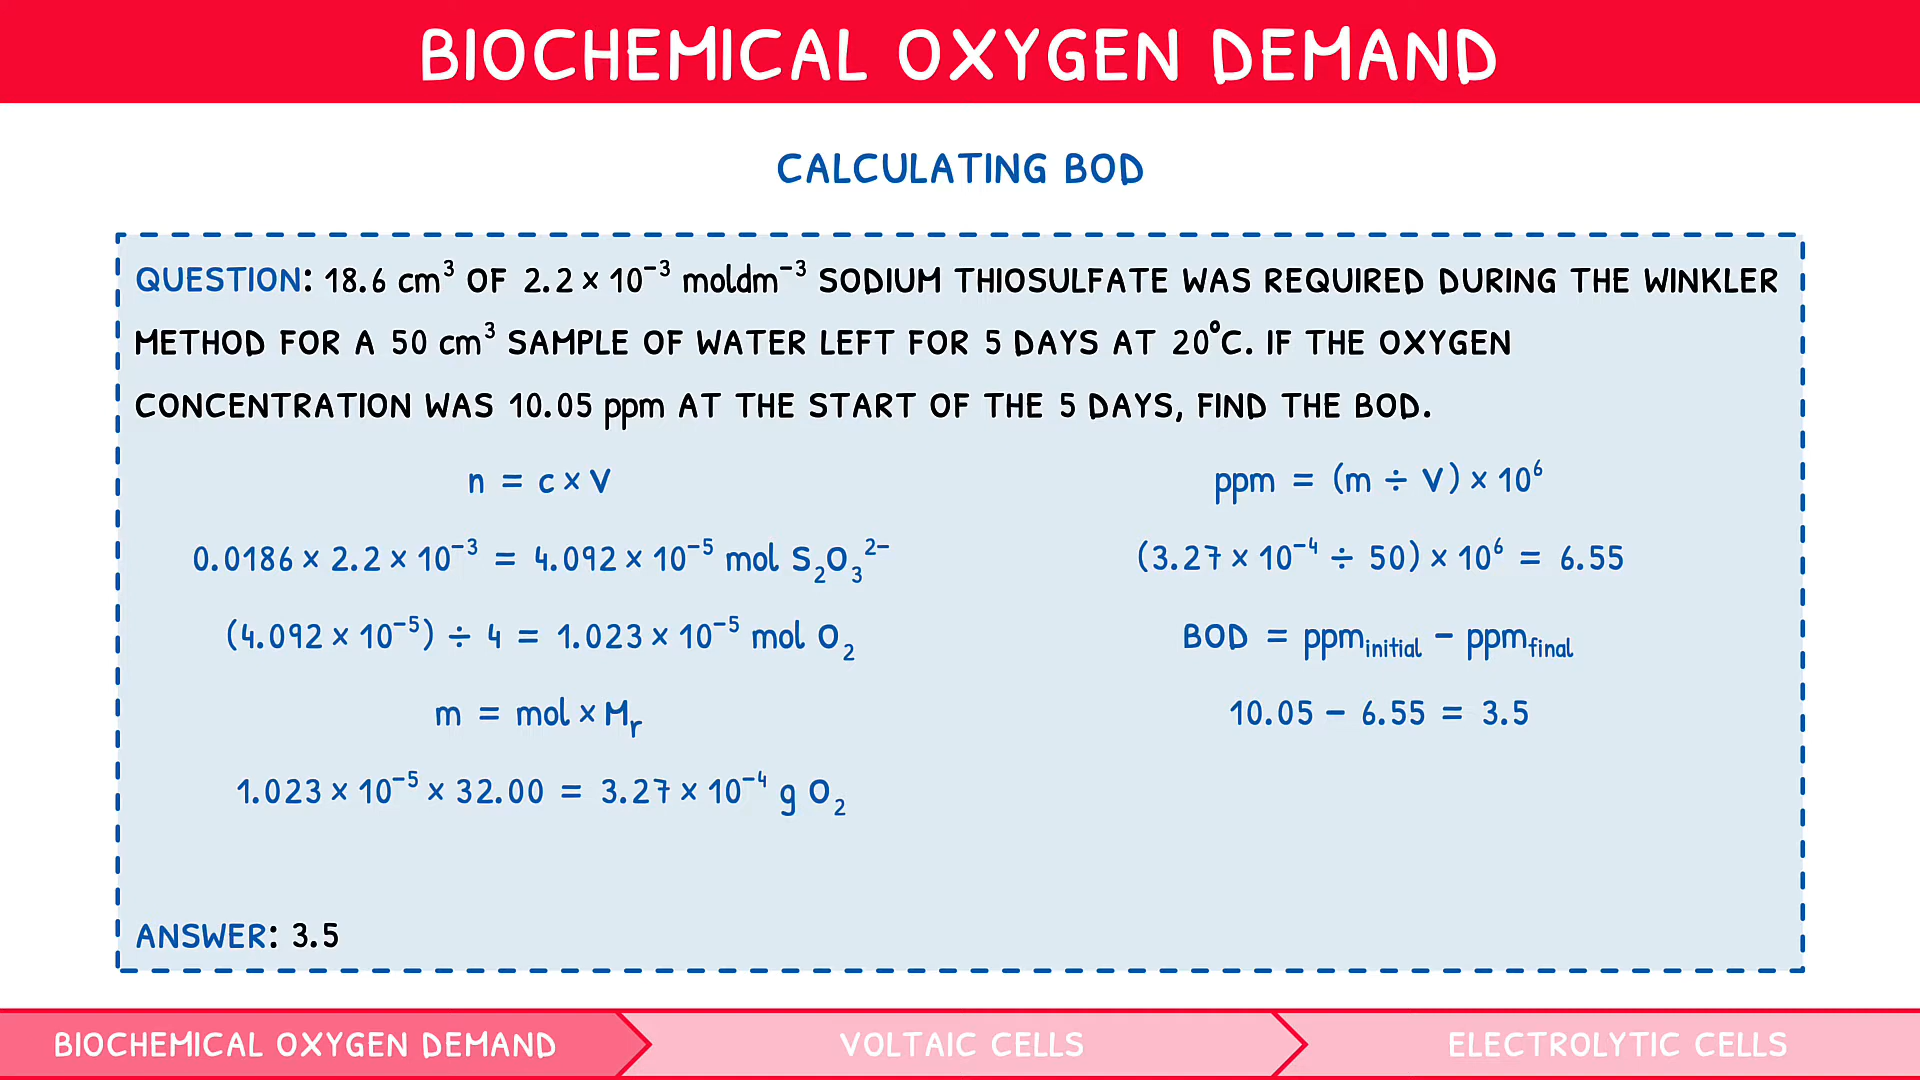 BIOCHEMICAL OXYGEN DEMAND
CALCULATING BOD
QUESTION: 18.6 cm³ OF 2.2 × 10⁻³ moldm⁻³ SODIUM THIOSULFATE WAS REQUIRED DURING THE WINKLER
METHOD FOR A 50 cm³ SAMPLE OF WATER LEFT FOR 5 DAYS AT 20°C. IF THE OXYGEN
CONCENTRATION WAS 10.05 ppm AT THE START OF THE 5 DAYS, FIND THE BOD.
n = c × V
0.0186 × 2.2 × 10⁻³ = 4.092 × 10⁻⁵ mol S₂O₃²⁻
(4.092 × 10⁻⁵) ÷ 4 = 1.023 × 10⁻⁵ mol O₂
m = mol × Mᵣ
1.023 × 10⁻⁵ × 32.00 = 3.27 × 10⁻⁴ g O₂
ppm = (m ÷ V) × 10⁶
(3.27 × 10⁻⁴ ÷ 50) × 10⁶ = 6.55
BOD = ppm initial − ppm final
10.05 − 6.55 = 3.5
ANSWER: 3.5
BIOCHEMICAL OXYGEN DEMAND
VOLTAIC CELLS
ELECTROLYTIC CELLS